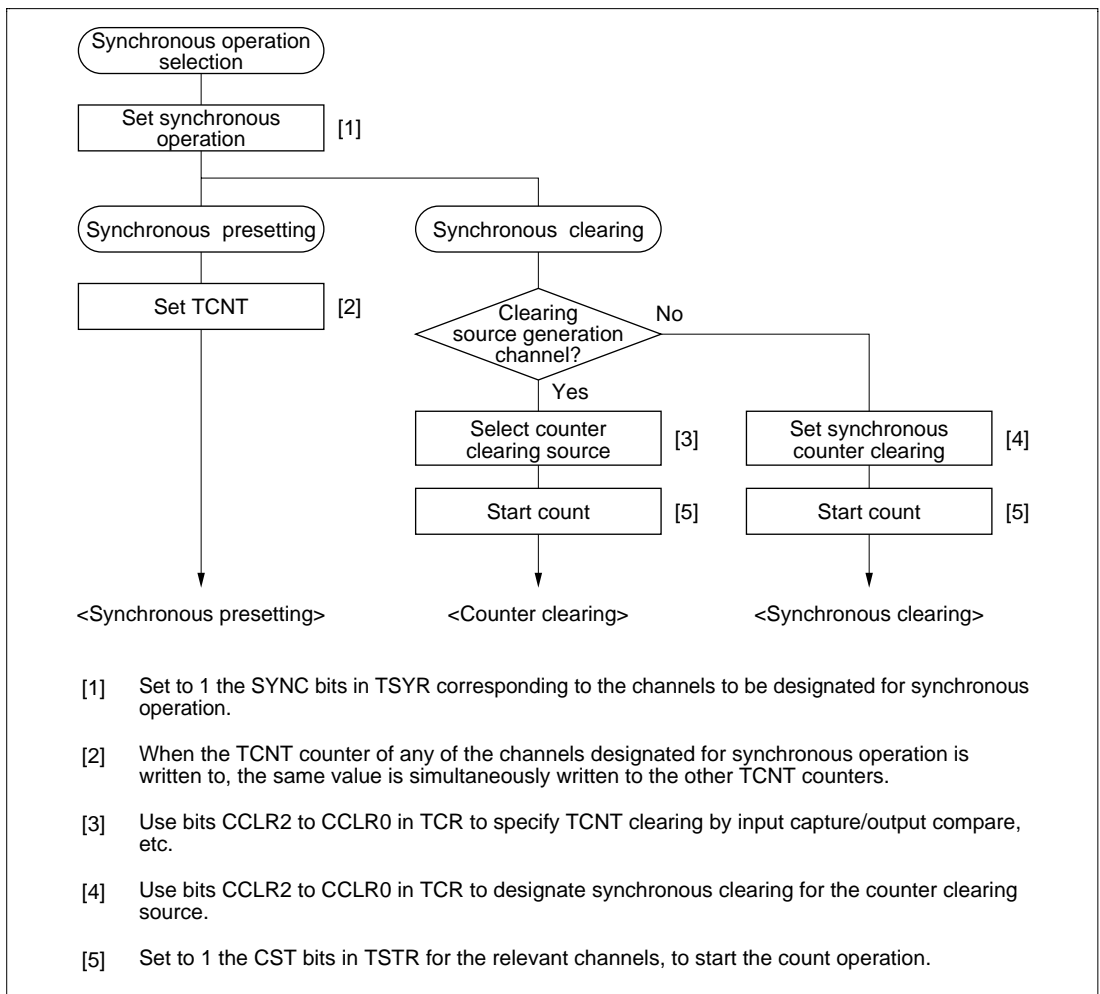 Synchronous operation
selection
Set synchronous
operation
[1]
Synchronous presetting
Synchronous clearing
Set TCNT
[2]
Clearing
source generation
channel?
No
Yes
Select counter
clearing source
[3]
Set synchronous
counter clearing
[4]
Start count
[5]
Start count
[5]
<Synchronous presetting>
<Counter clearing>
<Synchronous clearing>
[1] Set to 1 the SYNC bits in TSYR corresponding to the channels to be designated for synchronous
operation.
[2] When the TCNT counter of any of the channels designated for synchronous operation is
written to, the same value is simultaneously written to the other TCNT counters.
[3] Use bits CCLR2 to CCLR0 in TCR to specify TCNT clearing by input capture/output compare,
etc.
[4] Use bits CCLR2 to CCLR0 in TCR to designate synchronous clearing for the counter clearing
source.
[5] Set to 1 the CST bits in TSTR for the relevant channels, to start the count operation.